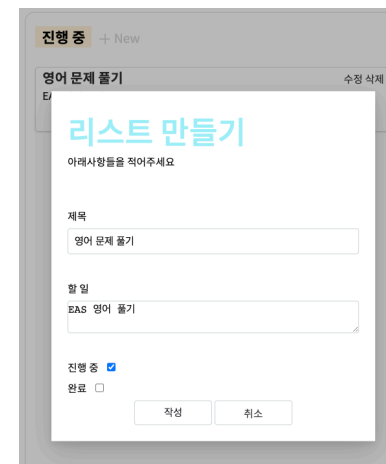 진행 중 + New
영어 문제 풀기 수정 삭제
리스트 만들기
아래사항들을 적어주세요
제목
영어 문제 풀기
할 일
EAS 영어 풀기
진행 중
완료
작성 취소